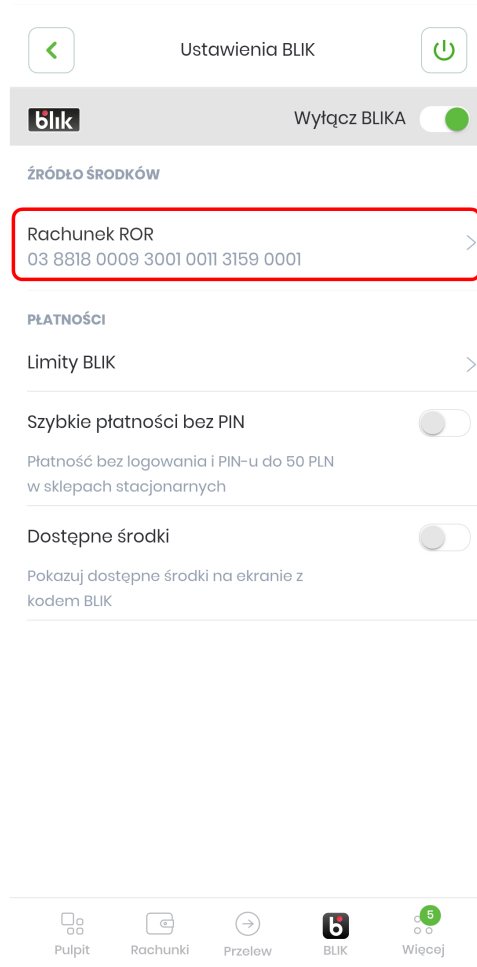 Ustawienia BLIK
blik
Wyłącz BLIKA
ŹRÓDŁO ŚRODKÓW
Rachunek ROR
03 8818 0009 3001 0011 3159 0001
PŁATNOŚCI
Limity BLIK
Szybkie płatności bez PIN
Płatność bez logowania i PIN-u do 50 PLN
w sklepach stacjonarnych
Dostępne środki
Pokazuj dostępne środki na ekranie z
kodem BLIK
b
5
Pulpit
Rachunki
Przelew
BLIK
Więcej